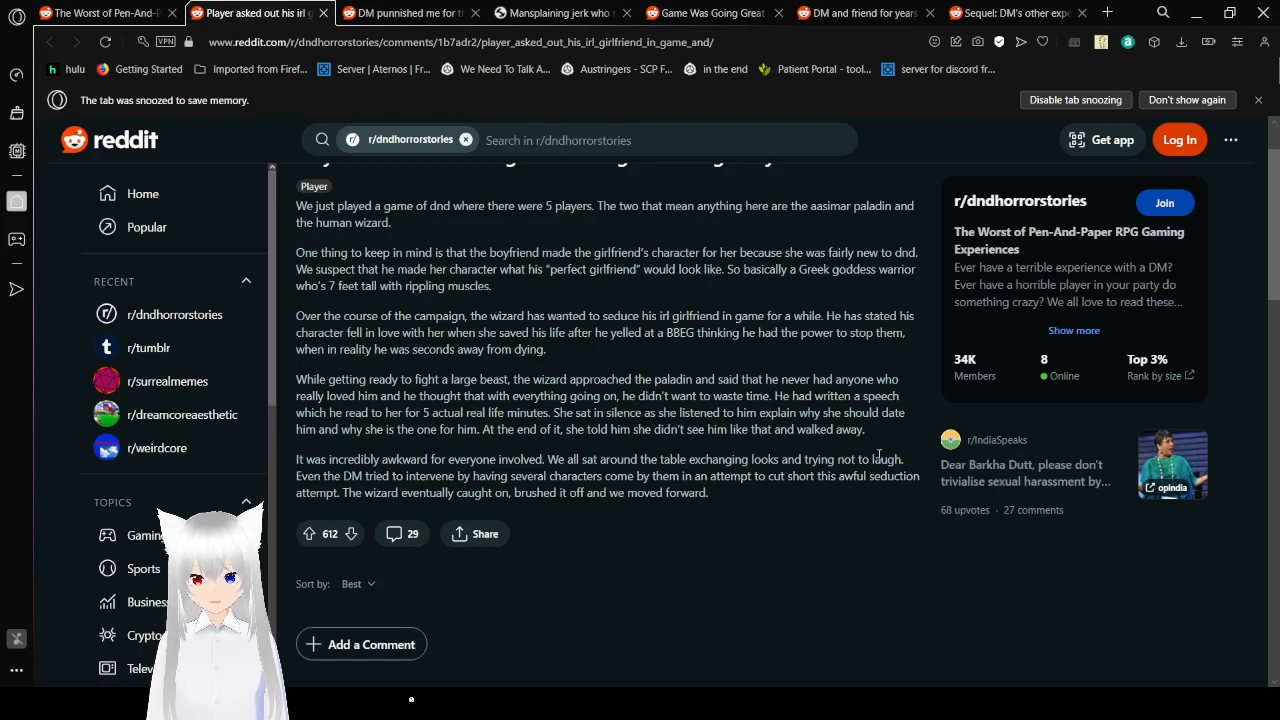 The Worst of Pen-And-P
Player asked out his irl g
DM punnished me for t
Mansplaining jerk who
Game Was Going Great
DM and friend for years
Sequel: DM's other expe
VPN
www.reddit.com/r/dndhorrorstories/comments/1b7adr2/player_asked_out_his_irl_girlfriend_in_game_and/
hulu
Getting Started
Imported from Firef...
Server | Aternos | Fr...
We Need To Talk A...
Austringers - SCP F...
in the end
Patient Portal - tool...
server for discord fr...
The tab was snoozed to save memory.
Disable tab snoozing
Don't show again
reddit
r/dndhorrorstories
Search in r/dndhorrorstories
Get app
Log In
Home
Popular
RECENT
r/dndhorrorstories
r/tumblr
r/surrealmemes
r/dreamcoreaesthetic
r/weirdcore
TOPICS
Gamin
Sports
Business
Crypto
Telev
Player
We just played a game of dnd where there were 5 players. The two that mean anything here are the aasimar paladin and
the human wizard.
One thing to keep in mind is that the boyfriend made the girlfriend's character for her because she was fairly new to dnd.
We suspect that he made her character what his "perfect girlfriend" would look like. So basically a Greek goddess warrior
who's 7 feet tall with rippling muscles.
Over the course of the campaign, the wizard has wanted to seduce his irl girlfriend in game for a while. He has stated his
character fell in love with her when she saved his life after he yelled at a BBEG thinking he had the power to stop them,
when in reality he was seconds away from dying.
While getting ready to fight a large beast, the wizard approached the paladin and said that he never had anyone who
really loved him and he thought that with everything going on, he didn't want to waste time. He had written a speech
which he read to her for 5 actual real life minutes. She sat in silence as she listened to him explain why she should date
him and why she is the one for him. At the end of it, she told him she didn't see him like that and walked away.
It was incredibly awkward for everyone involved. We all sat around the table exchanging looks and trying not to laugh.
Even the DM tried to intervene by having several characters come by them in an attempt to cut short this awful seduction
attempt. The wizard eventually caught on, brushed it off and we moved forward.
612
29
Share
Sort by:
Best
Add a Comment
r/dndhorrorstories
Join
The Worst of Pen-And-Paper RPG Gaming
Experiences
Ever have a terrible experience with a DM?
Ever have a horrible player in your party do
something crazy? We all love to read these...
Show more
34K
8
Top 3%
Members
Online
Rank by size
r/IndiaSpeaks
Dear Barkha Dutt, please don't
trivialise sexual harassment by...
opindia
68 upvotes · 27 comments